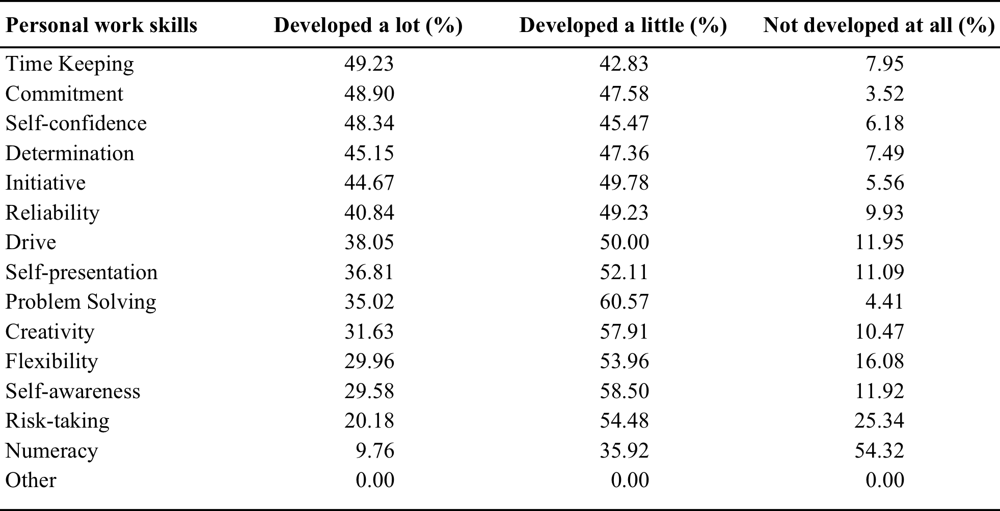 Personal work skills Developed a lot (%) Developed a little (%) Not developed at all (%)
Time Keeping 49.23 42.83 7.95
Commitment 48.90 47.58 3.52
Self-confidence 48.34 45.47 6.18
Determination 45.15 47.36 7.49
Initiative 44.67 49.78 5.56
Reliability 40.84 49.23 9.93
Drive 38.05 50.00 11.95
Self-presentation 36.81 52.11 11.09
Problem Solving 35.02 60.57 4.41
Creativity 31.63 57.91 10.47
Flexibility 29.96 53.96 16.08
Self-awareness 29.58 58.50 11.92
Risk-taking 20.18 54.48 25.34
Numeracy 9.76 35.92 54.32
Other 0.00 0.00 0.00